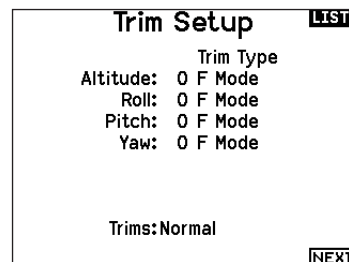 Trim Setup
LIST
Trim Type
Altitude: 0 F Mode
Roll: 0 F Mode
Pitch: 0 F Mode
Yaw: 0 F Mode
Trims: Normal
NEXT